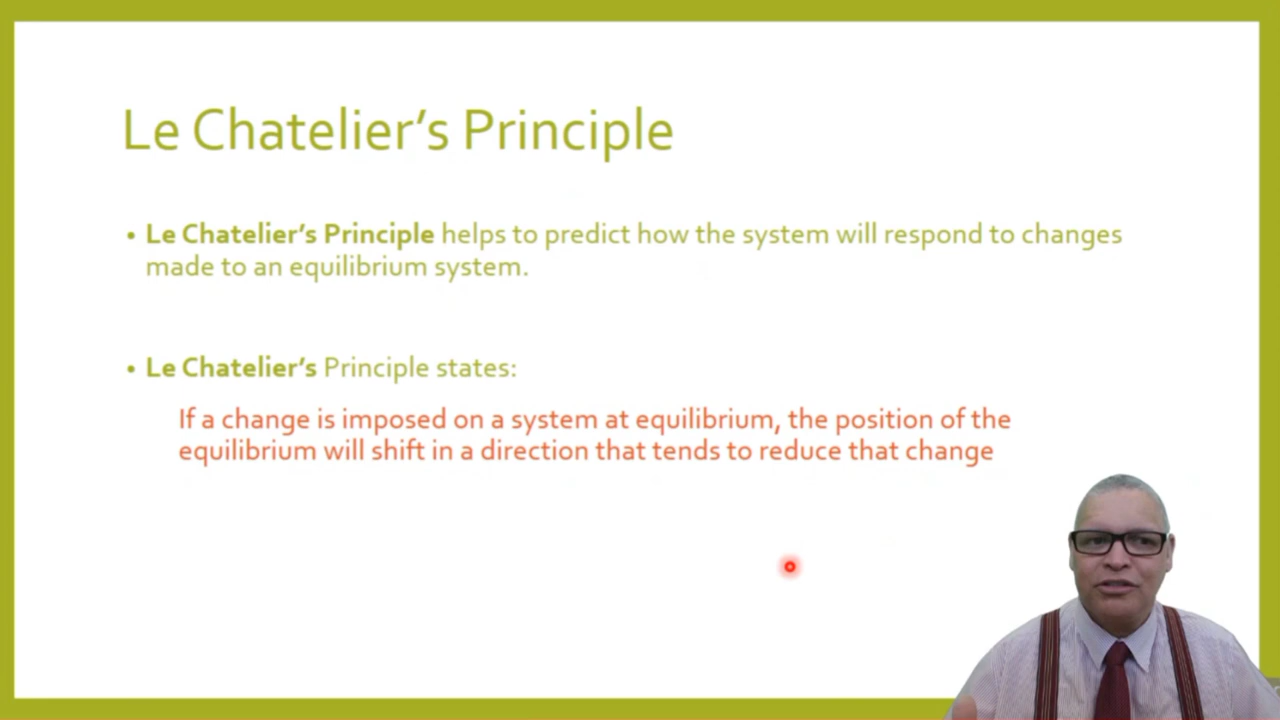 Le Chatelier's Principle
• Le Chatelier's Principle helps to predict how the system will respond to changes
made to an equilibrium system.
• Le Chatelier's Principle states:
If a change is imposed on a system at equilibrium, the position of the
equilibrium will shift in a direction that tends to reduce that change